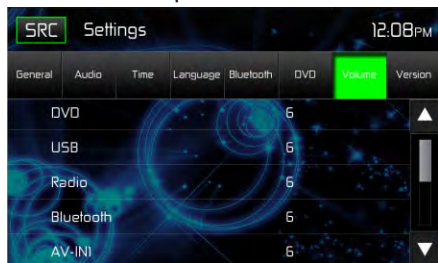 SRC Settings 12:08PM
General Audio Time Language Bluetooth DVD Volume Version
DVD 6
USB 6
Radio 6
Bluetooth 6
AV-IN1 6